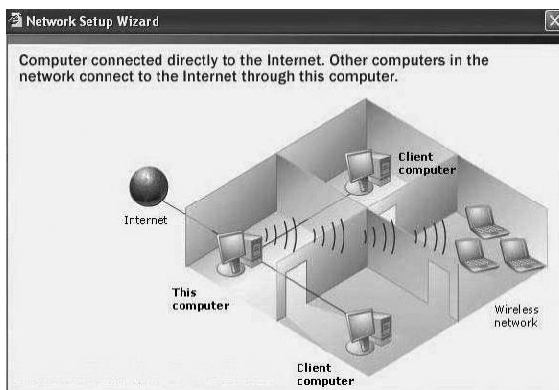 Network Setup Wizard
Computer connected directly to the Internet. Other computers in the
network connect to the Internet through this computer.
Client
computer
Internet
This
computer
Wireless
network
Client
computer